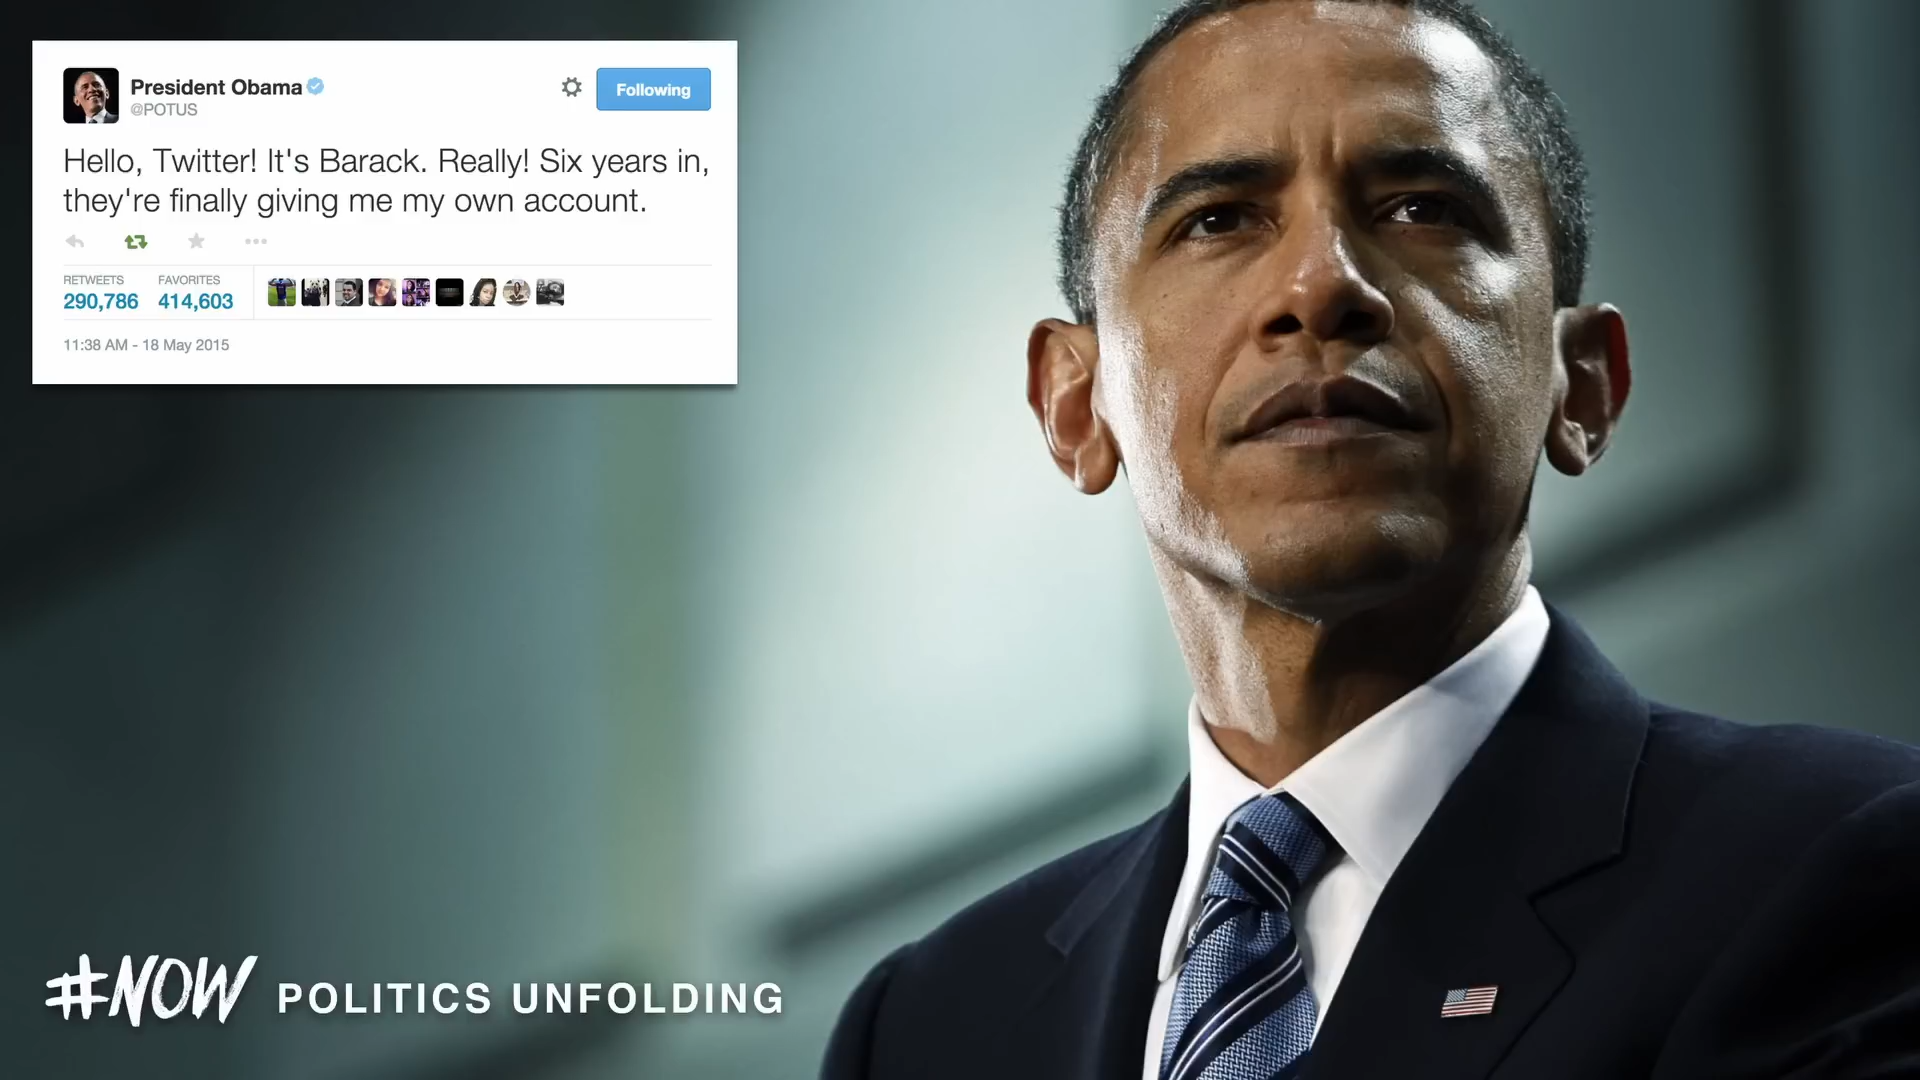 President Obama
@POTUS
Following
Hello, Twitter! It's Barack. Really! Six years in,
they're finally giving me my own account.
RETWEETS FAVORITES
290,786 414,603
11:38 AM - 18 May 2015
#NOW POLITICS UNFOLDING